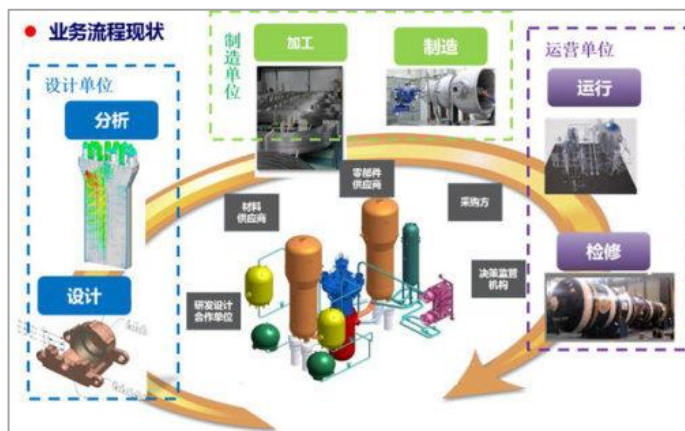 业务流程现状
设计单位
分析
设计
制造单位
加工
制造
运营单位
运行
检修
材料
供应商
零部件
供应商
采购方
研发设计
合作单位
决策监管
机构